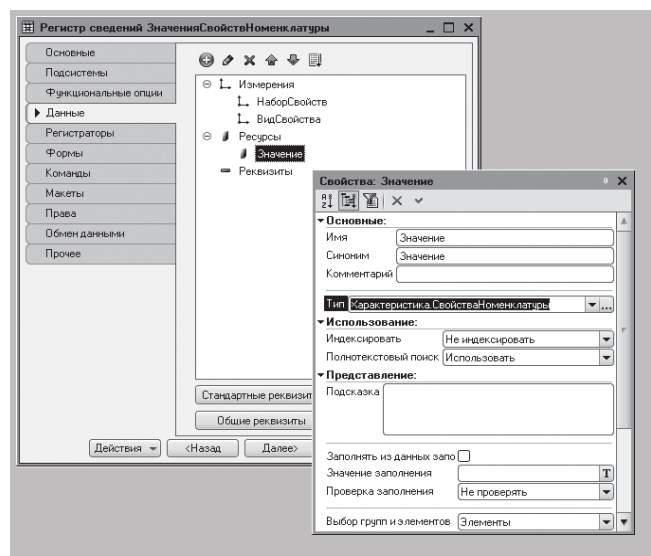 Регистр сведений ЗначенияСвойствНоменклатуры
Основные
Подсистемы
Функциональные опции
Данные
Регистраторы
Формы
Команды
Макеты
Права
Обмен данными
Прочее
Измерения
НаборСвойств
ВидСвойства
Ресурсы
Значение
Реквизиты
Стандартные реквизит
Общие реквизиты
Действия
<Назад
Далее>
Свойства: Значение
Основные:
Имя Значение
Синоним Значение
Комментарий
Тип Характеристика.СвойстваНоменклатуры ...
Использование:
Индексировать Не индексировать
Полнотекстовый поиск Использовать
Представление:
Подсказка
Заполнять из данных запо
Значение заполнения T
Проверка заполнения Не проверять
Выбор групп и элементов Элементы